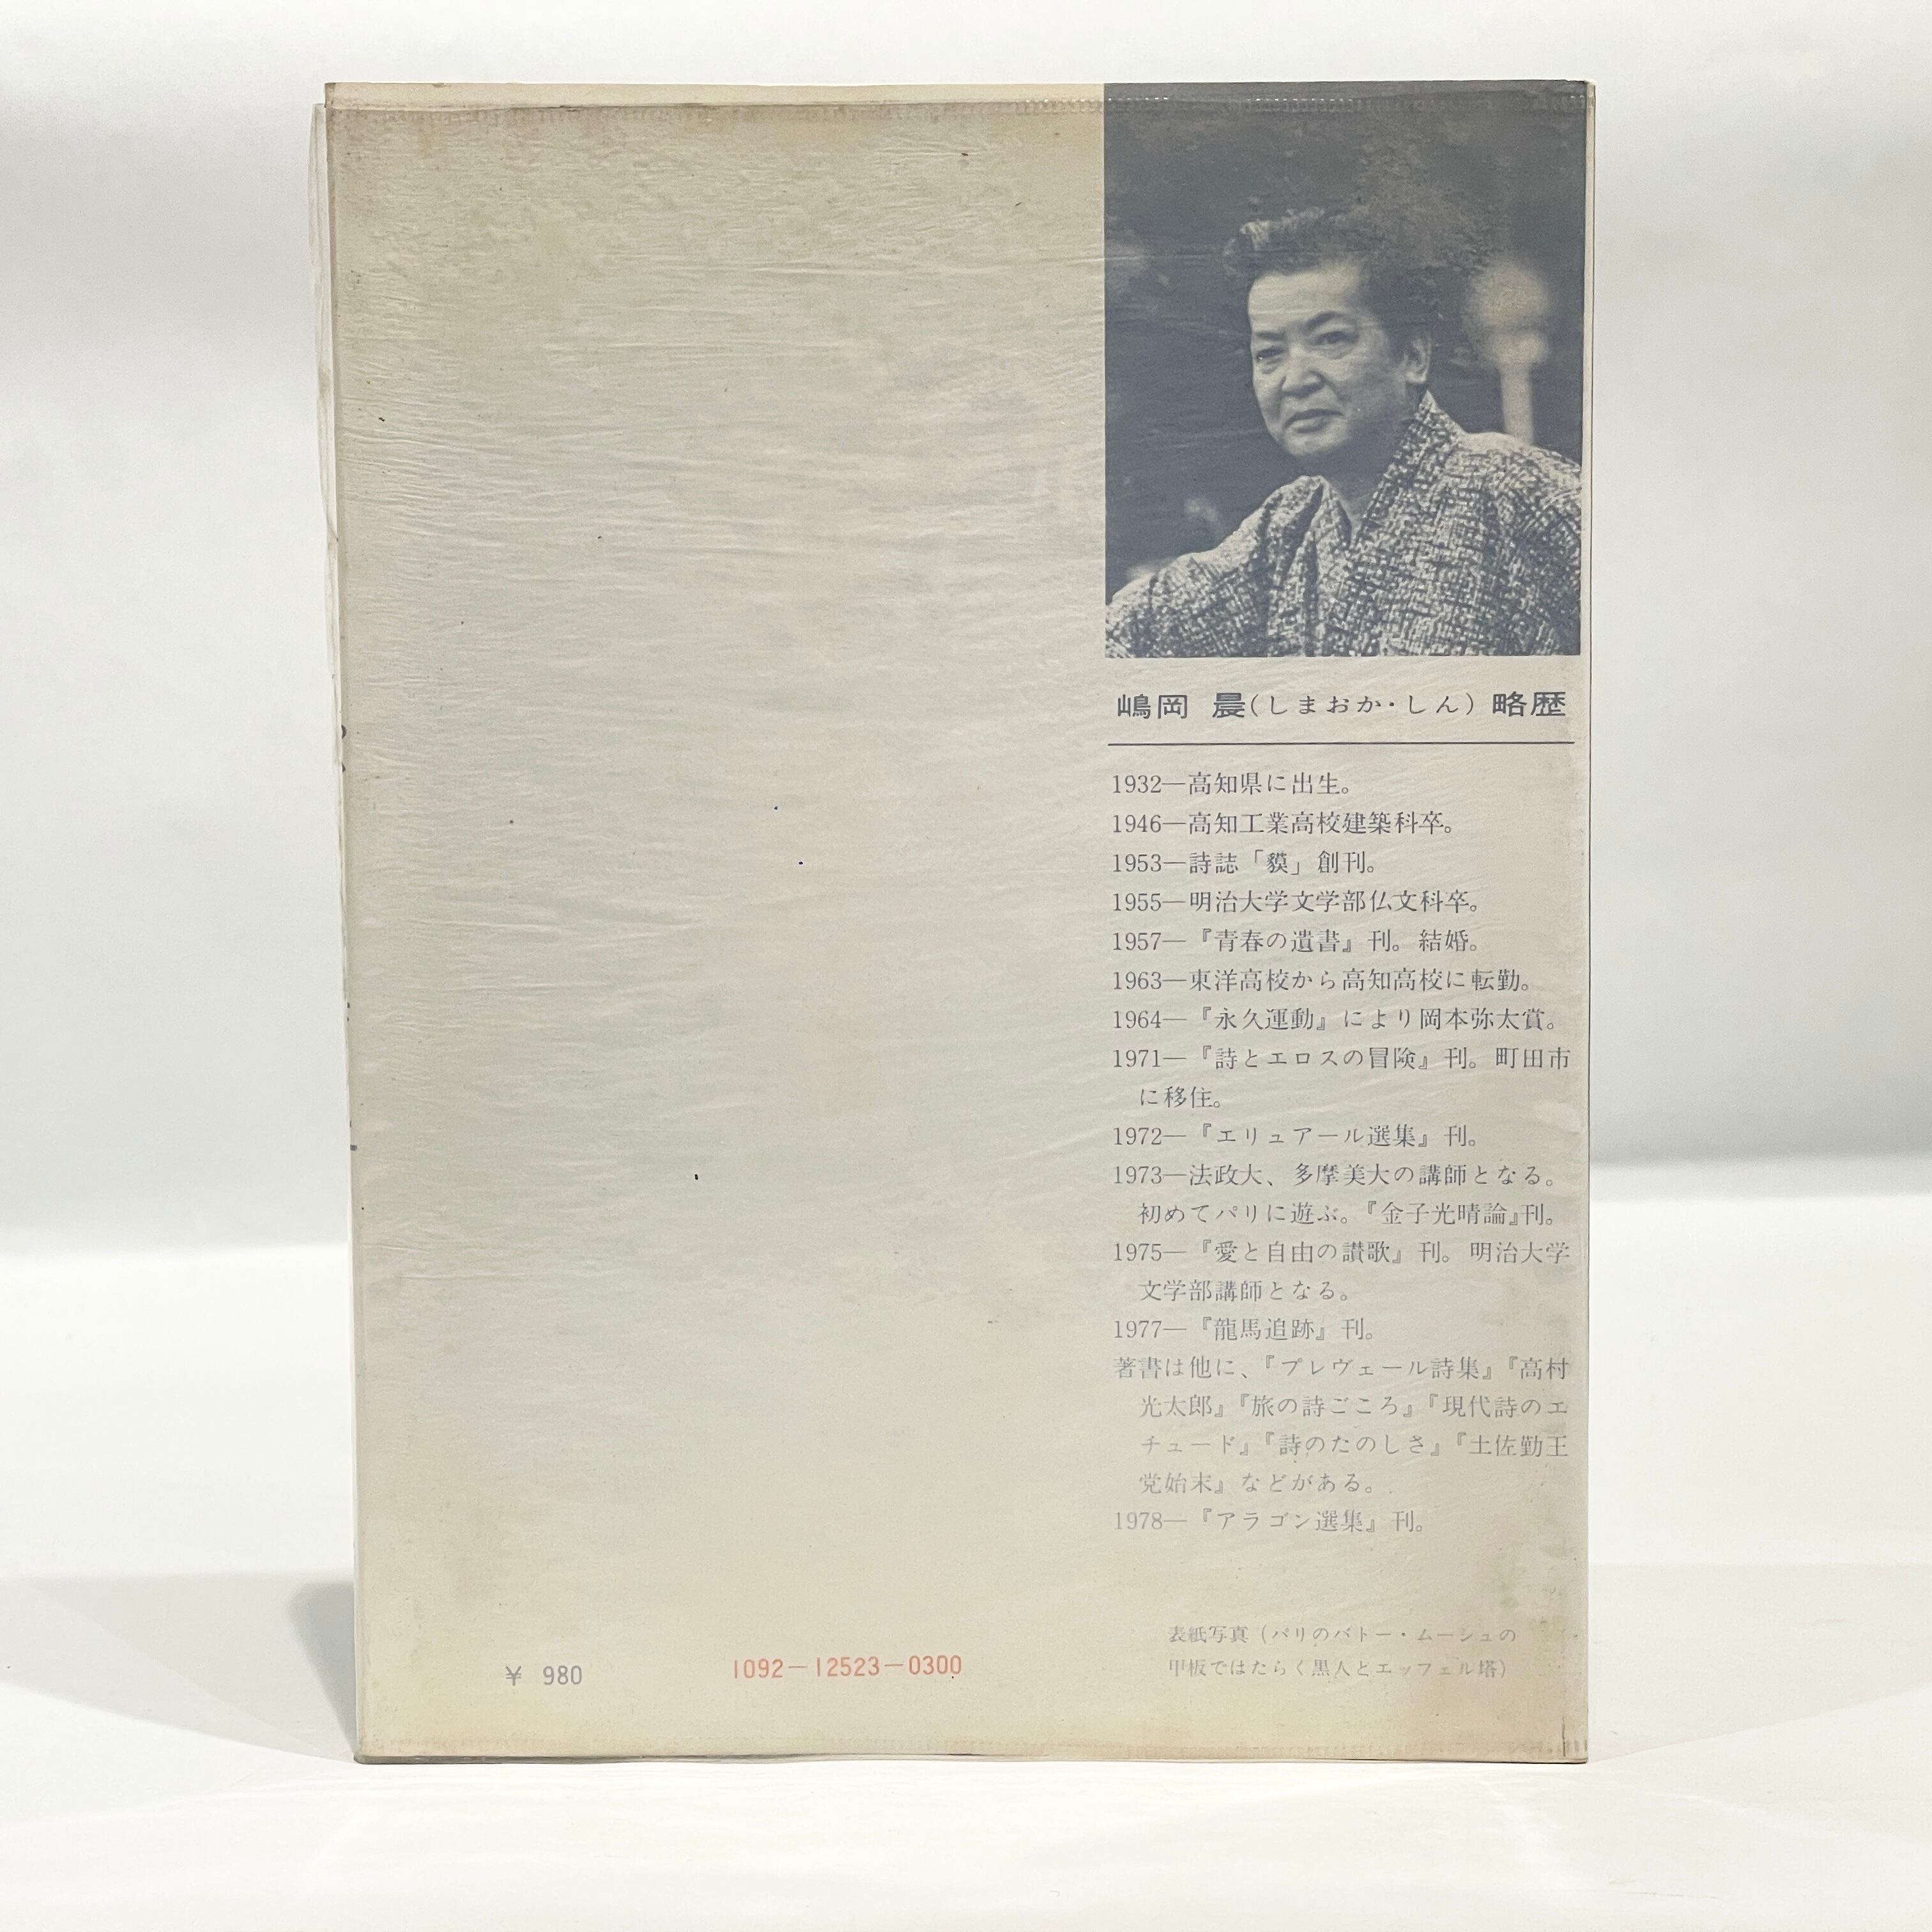 嶋岡 晨(しまおか・しん) 略歴
1932―高知県に出生。
1946―高知工業高校建築科卒。
1953―詩誌「貘」創刊。
1955―明治大学文学部仏文科卒。
1957―『青春の遺書』刊。結婚。
1963―東洋高校から高知高校に転勤。
1964―『永久運動』により岡本弥太賞。
1971―『詩とエロスの冒険』刊。町田市
に移住。
1972―『エリュアール選集』刊。
1973―法政大、多摩美大の講師となる。
初めてパリに遊ぶ。『金子光晴論』刊。
1975―『愛と自由の讃歌』刊。明治大学
文学部講師となる。
1977―『龍馬追跡』刊。
著書は他に、『プレヴェール詩集』『高村
光太郎』『旅の詩ごころ』『現代詩のエ
チュード』『詩のたのしさ』『土佐勤王
党始末』などがある。
1978―『アラゴン選集』刊。
表紙写真（パリのバトー・ムーシュの
甲板ではたらく黒人とエッフェル塔）
¥ 980
1092-12523-0300